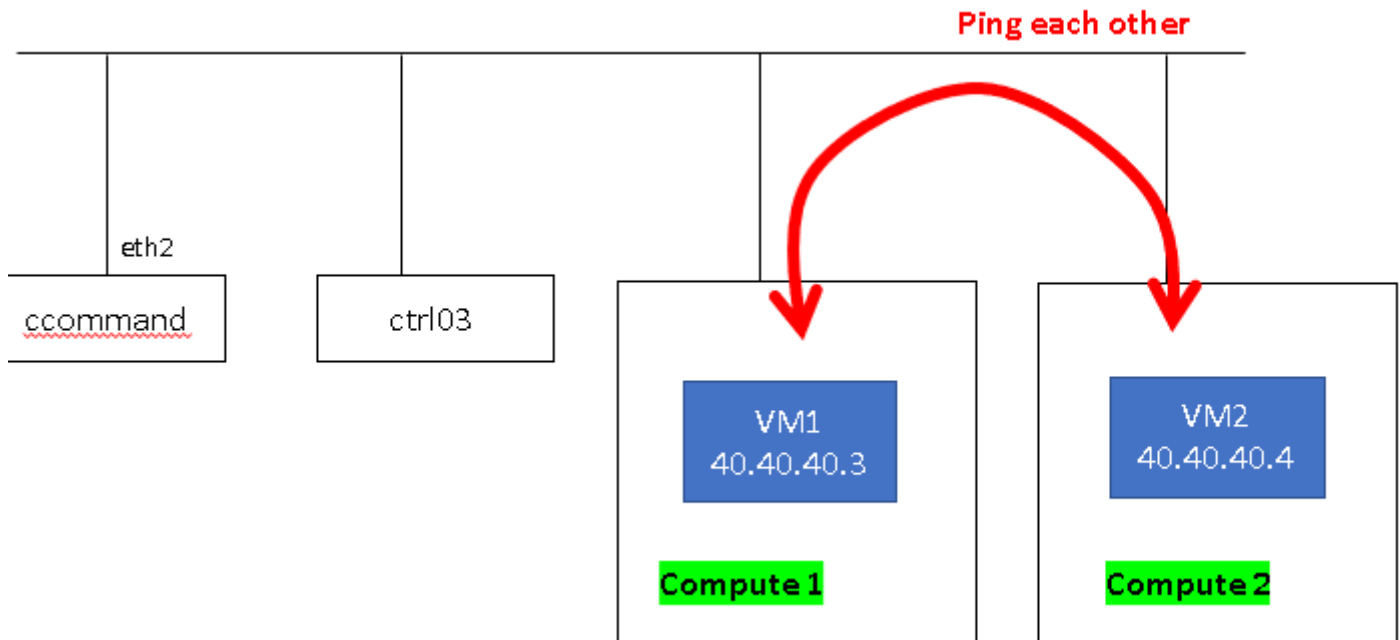 Ping each other
eth2
ccommand
ctrl03
VM1
40.40.40.3
VM2
40.40.40.4
Compute 1
Compute 2